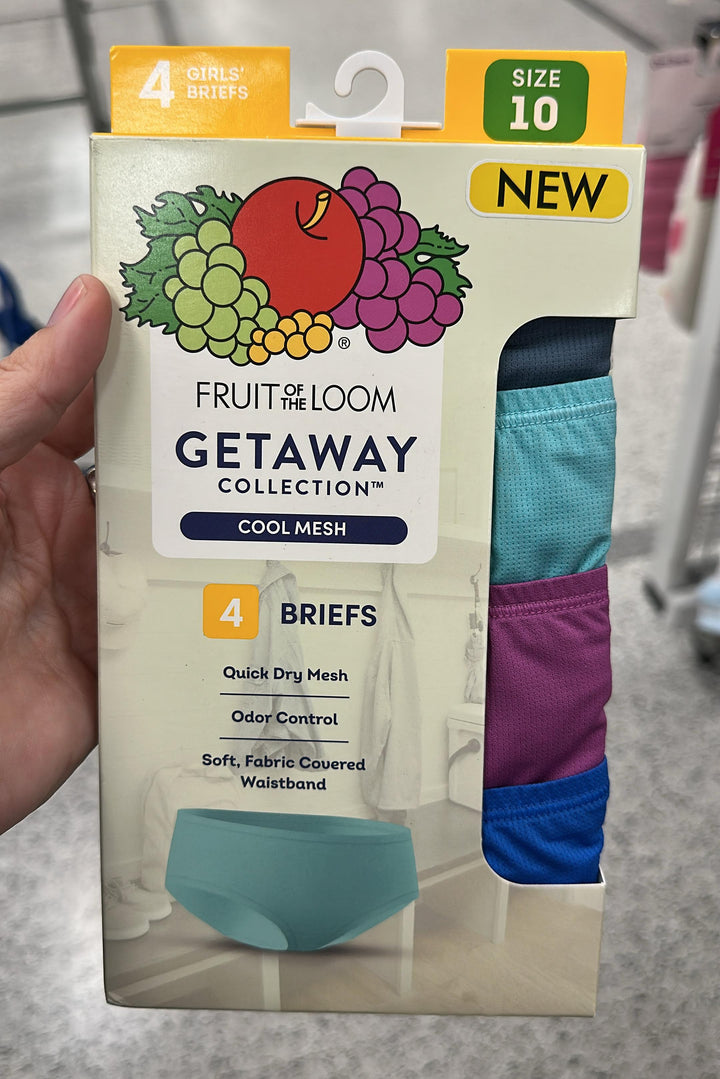 4 GIRLS'
BRIEFS
SIZE
10
NEW
®
FRUIT OF THE LOOM
GETAWAY
COLLECTION™
COOL MESH
4 BRIEFS
Quick Dry Mesh
Odor Control
Soft, Fabric Covered
Waistband